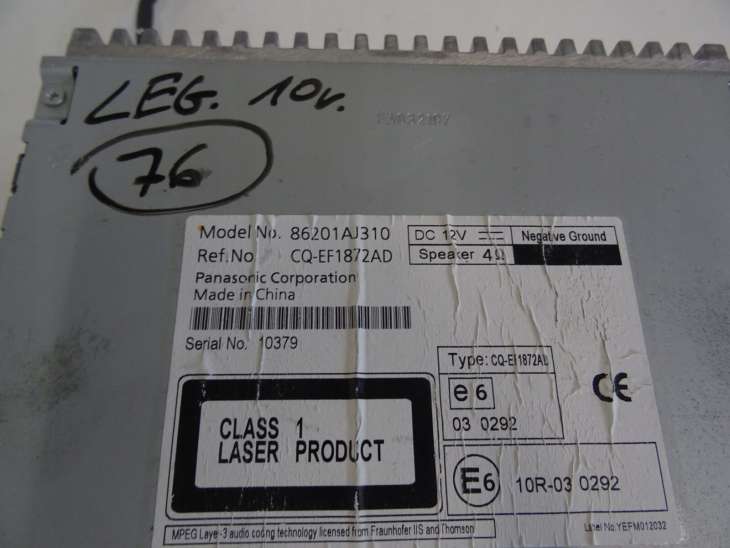 LEG. 10r.
76
Model No. 86201AJ310
Ref.No. CQ-EF1872AD
Panasonic Corporation
Made in China
DC 12V Negative Ground
Speaker 4Ω
Serial No. 10379
Type: CQ-EF1872AD
e6
03 0292
CE
CLASS 1
LASER PRODUCT
E6
10R-03 0292
MPEG Layer-3 audio coding technology licensed from Fraunhofer IIS and Thomson
Label No.YEFM012032